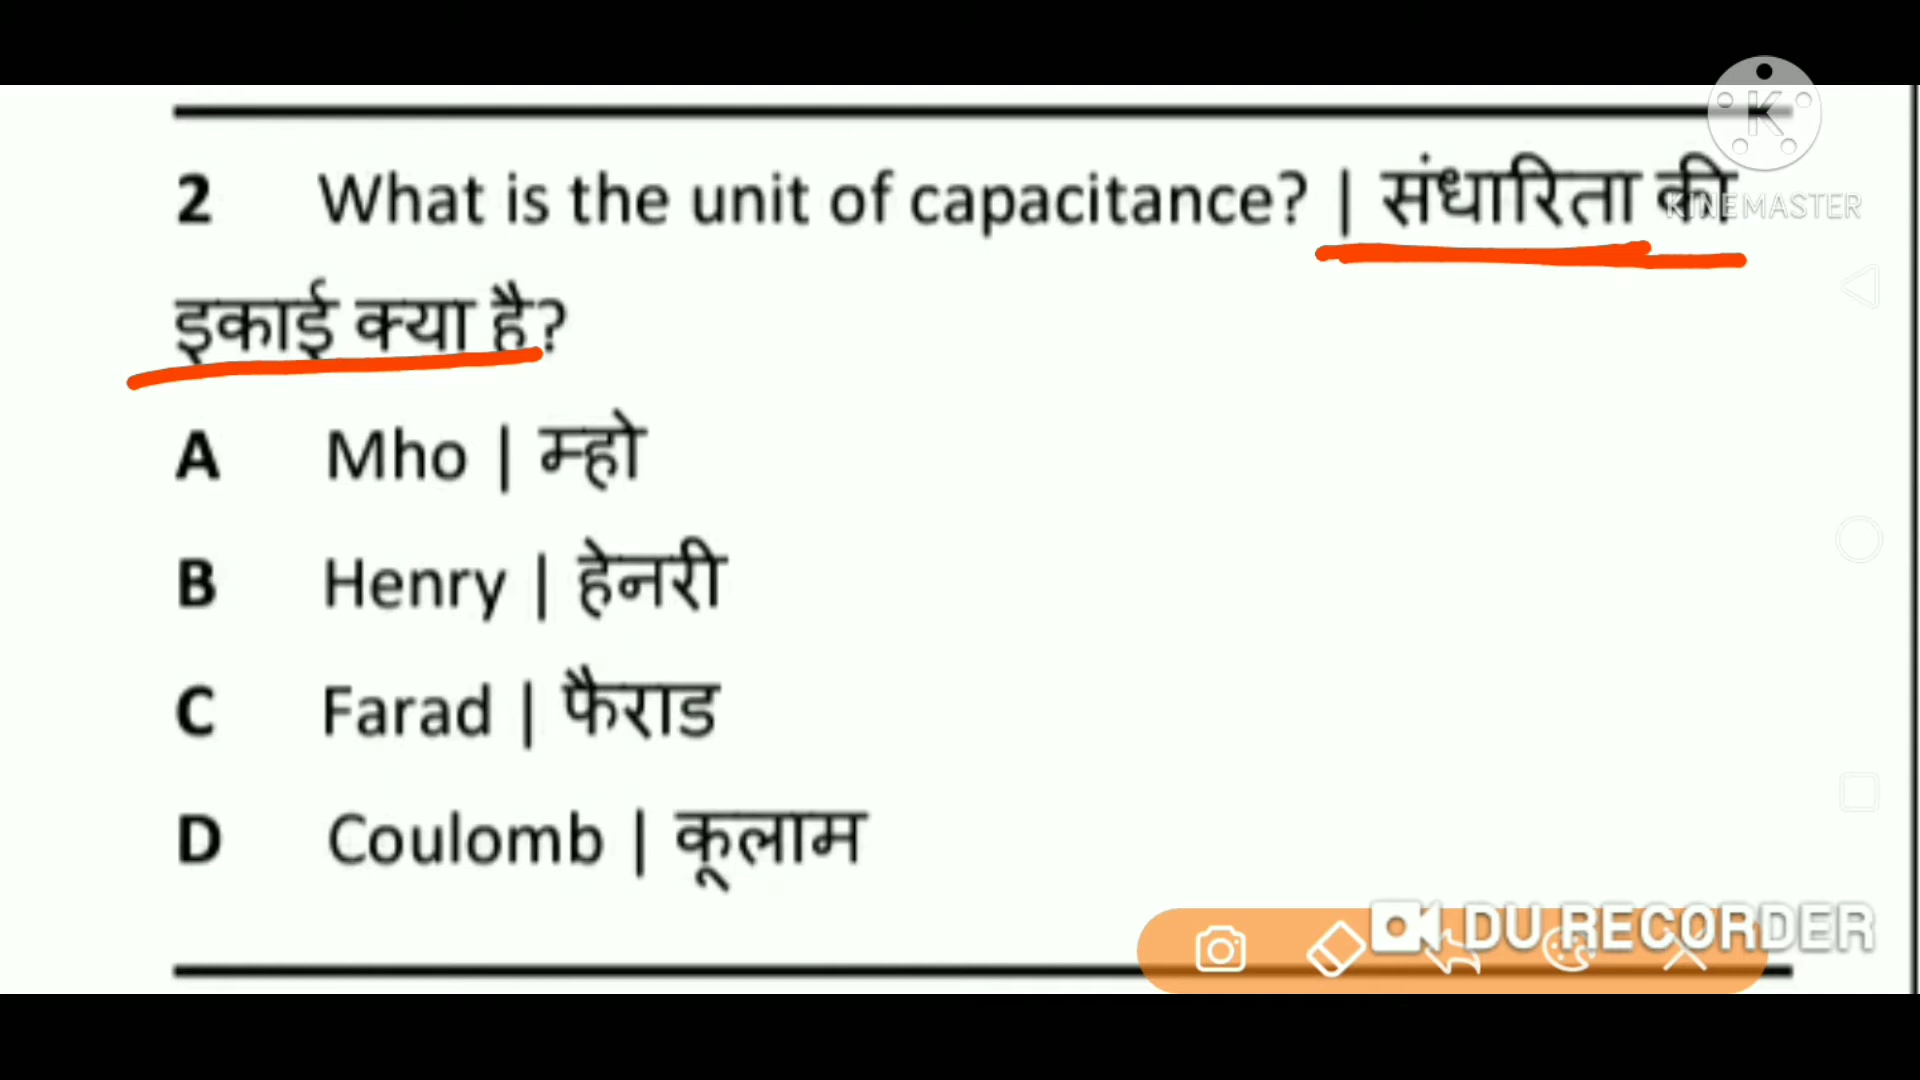 K
KINEMASTER
2 What is the unit of capacitance? | संधारिता की
इकाई क्या है?
A Mho | म्हो
B Henry | हेनरी
C Farad | फैराड
D Coulomb | कूलाम
DU RECORDER